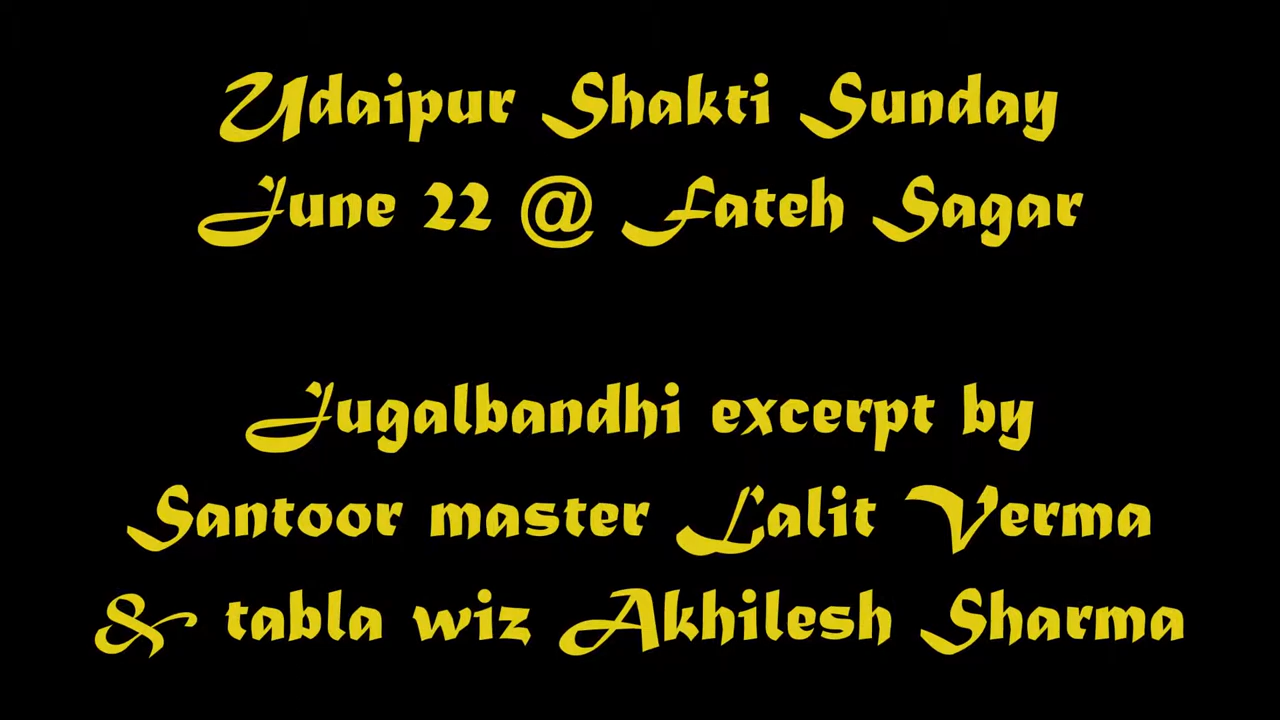 Udaipur Shakti Sunday
June 22 @ Fateh Sagar
Jugalbandhi excerpt by
Santoor master Lalit Verma
& tabla wiz Akhilesh Sharma